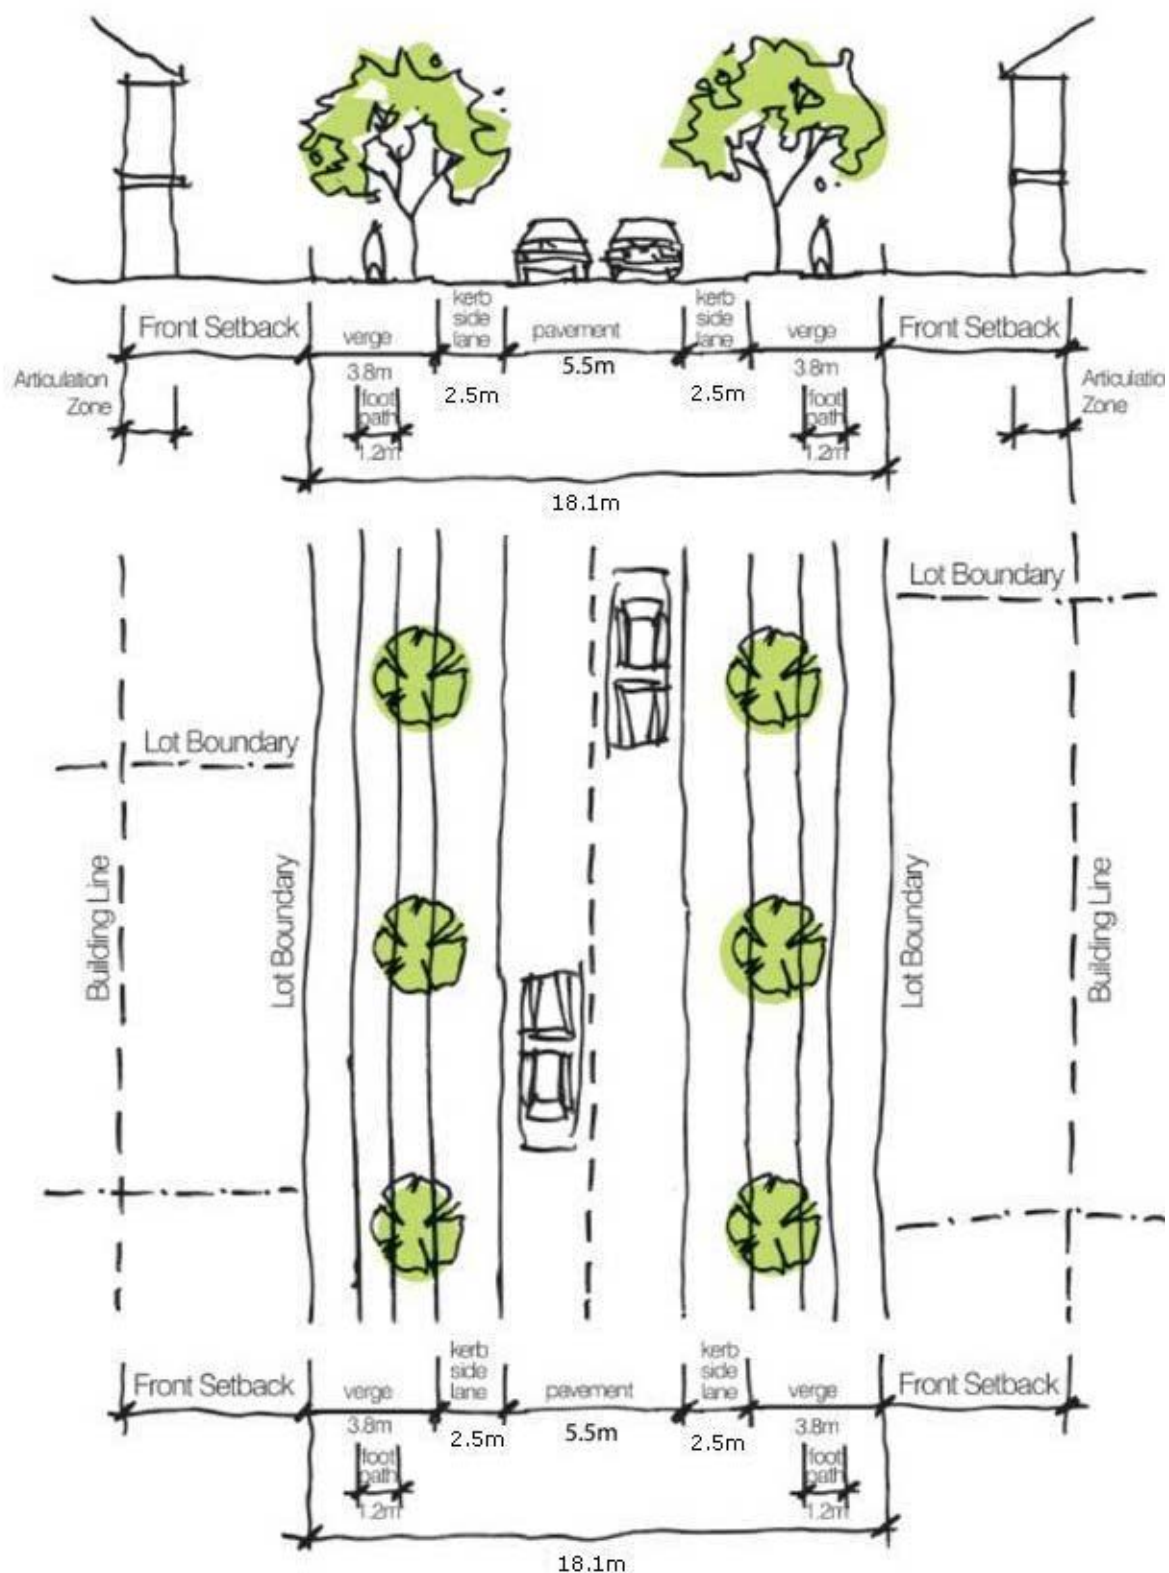 Front Setback
verge
kerb
side
lane
pavement
kerb
side
lane
verge
Front Setback
3.8m
2.5m
5.5m
2.5m
3.8m
Articulation
Zone
foot
path
1.2m
foot
path
1.2m
Articulation
Zone
18.1m
Lot Boundary
Lot Boundary
Building Line
Lot Boundary
Lot Boundary
Building Line
Front Setback
verge
kerb
side
lane
pavement
kerb
side
lane
verge
Front Setback
3.8m
2.5m
5.5m
2.5m
3.8m
foot
path
1.2m
foot
path
1.2m
18.1m